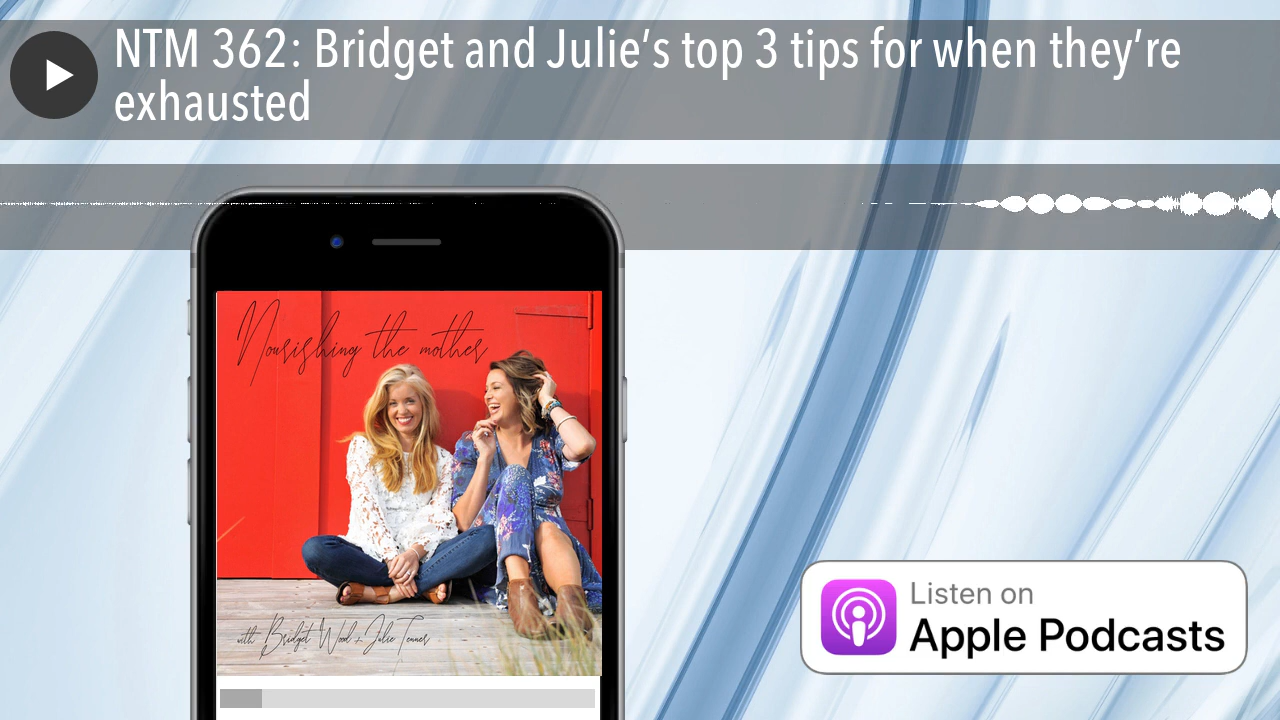 NTM 362: Bridget and Julie’s top 3 tips for when they’re
exhausted
Nourishing the mother
with Bridget Wood & Julie Tenner
Listen on
Apple Podcasts